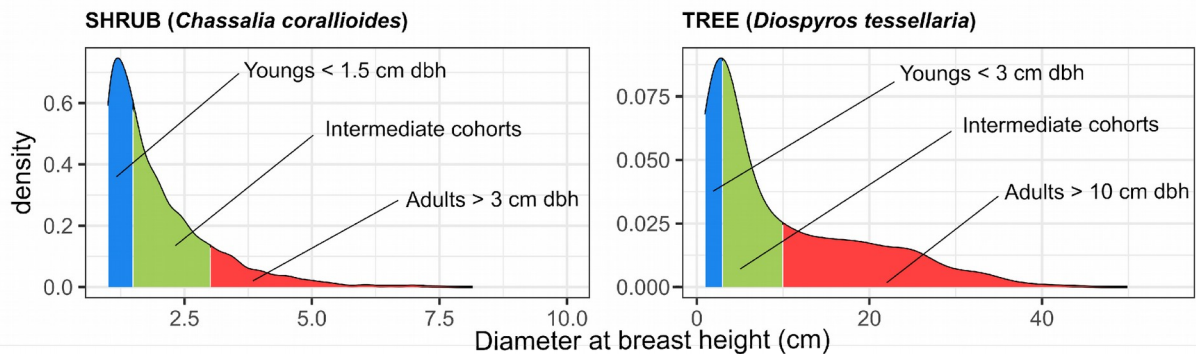 SHRUB (Chassalia corallioides)
Youngs < 1.5 cm dbh
Intermediate cohorts
Adults > 3 cm dbh
density
0.6
0.4
0.2
0.0
2.5 5.0 7.5 10.0
TREE (Diospyros tessellaria)
Youngs < 3 cm dbh
Intermediate cohorts
Adults > 10 cm dbh
0.075
0.050
0.025
0.000
0 20 40
Diameter at breast height (cm)